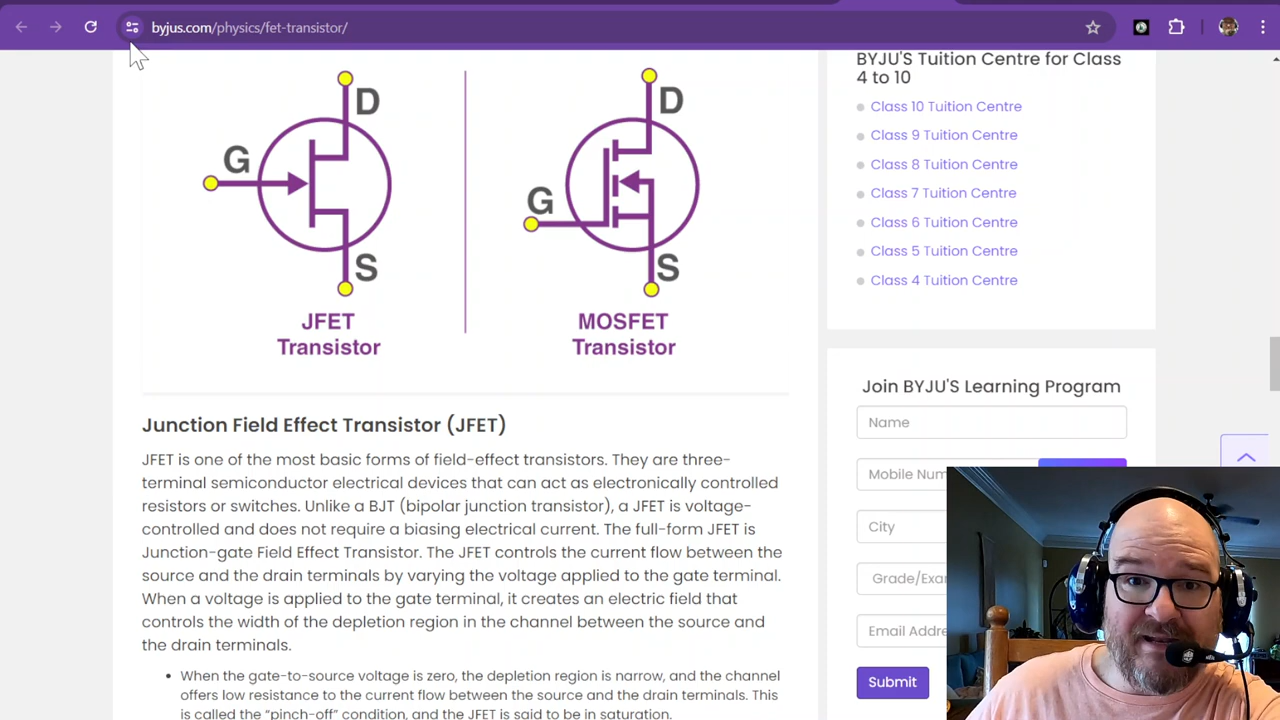 byjus.com/physics/fet-transistor/
D
G
S
JFET
Transistor
D
G
S
MOSFET
Transistor
Junction Field Effect Transistor (JFET)
JFET is one of the most basic forms of field-effect transistors. They are three-
terminal semiconductor electrical devices that can act as electronically controlled
resistors or switches. Unlike a BJT (bipolar junction transistor), a JFET is voltage-
controlled and does not require a biasing electrical current. The full-form JFET is
Junction-gate Field Effect Transistor. The JFET controls the current flow between the
source and the drain terminals by varying the voltage applied to the gate terminal.
When a voltage is applied to the gate terminal, it creates an electric field that
controls the width of the depletion region in the channel between the source and
the drain terminals.
• When the gate-to-source voltage is zero, the depletion region is narrow, and the channel
offers low resistance to the current flow between the source and the drain terminals. This
is called the “pinch-off” condition, and the JFET is said to be in saturation.
BYJU'S Tuition Centre for Class
4 to 10
Class 10 Tuition Centre
Class 9 Tuition Centre
Class 8 Tuition Centre
Class 7 Tuition Centre
Class 6 Tuition Centre
Class 5 Tuition Centre
Class 4 Tuition Centre
Join BYJU'S Learning Program
Name
Mobile Num
City
Grade/Exa
Email Addre
Submit